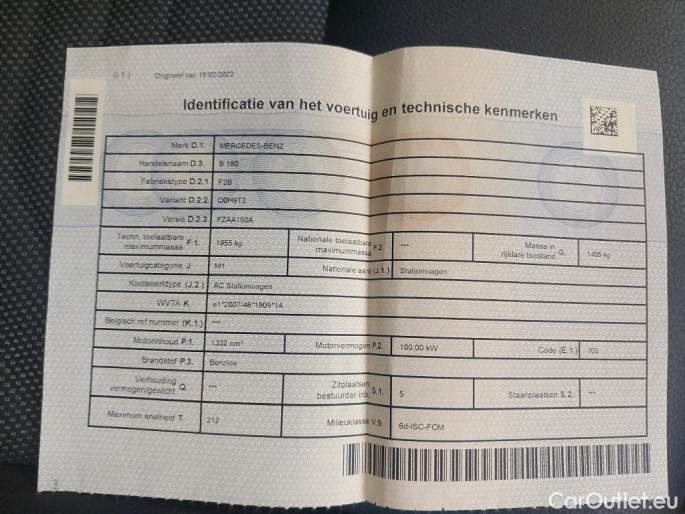 (I.1.) Origineel van 15/02/2022
Identificatie van het voertuig en technische kenmerken
Merk D.1. MERCEDES-BENZ
Handelsnaam D.3. B 180
Fabriekstype D.2.1. F2B
Variant D.2.2. O0H9T2
Versie D.2.3. FZAA150A
Techn. toelaatbare maximummassa F.1. 1955 kg Nationale toelaatbare maximummassa F.2. --- Massa in rijklare toestand G. 1405 kg
Voertuigcategorie J. M1 Nationale aard (J.1.) Stationwagen
Koetswerktype (J.2.) AC Stationwagen
WVTA K. e1*2007/46*1909*14
Belgisch ref nummer (K.1.) ---
Motorinhoud P.1. 1332 cm³ Motorvermogen P.2. 100.00 kW Code (E.1.) 703
Brandstof P.3. Benzine
Verhouding vermogen/gewicht Q. --- Zitplaatsen bestuurder inb. S.1. 5 Staanplaatsen S.2. ---
Maximum snelheid T. 212 Milieuklasse V.9. 6d-ISC-FCM
CarOutlet.eu